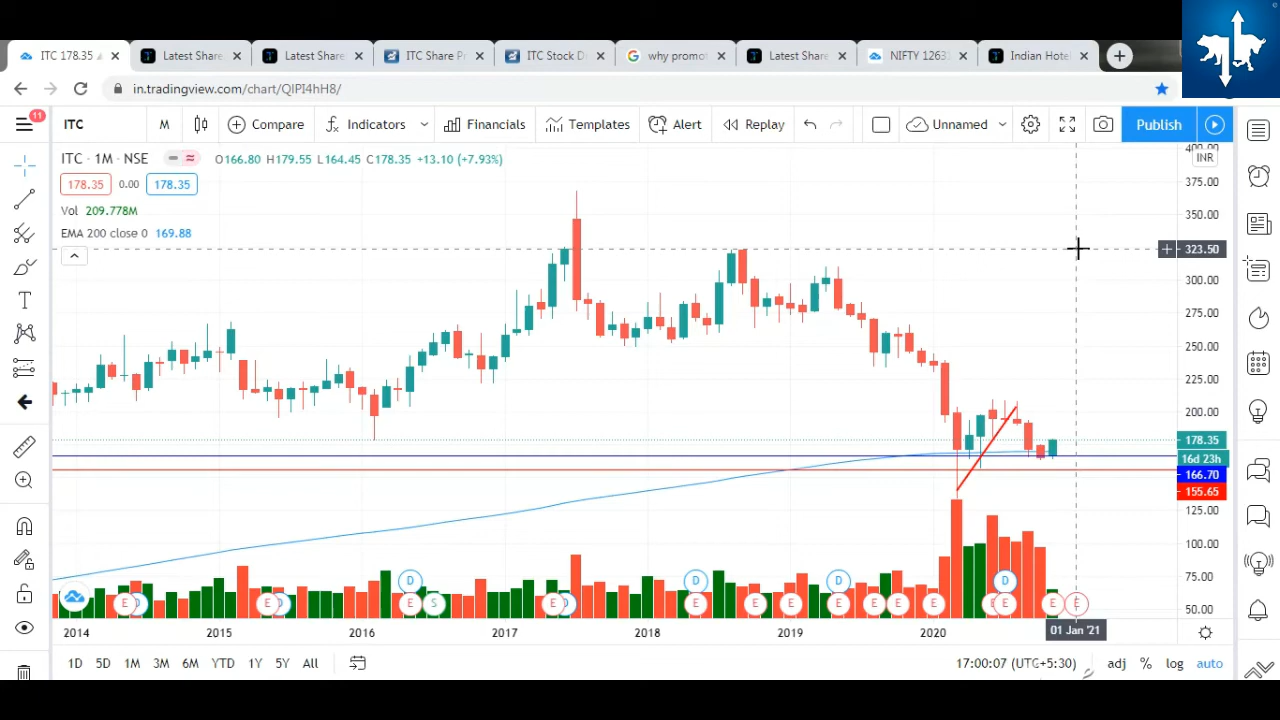 ITC 178.35
Latest Share
Latest Share
ITC Share Pr
ITC Stock D
why promot
Latest Share
NIFTY 12631
Indian Hotel
in.tradingview.com/chart/QIPI4hH8/
11
ITC
M
Compare
Indicators
Financials
Templates
Alert
Replay
Unnamed
Publish
ITC · 1M · NSE
O166.80 H179.55 L164.45 C178.35 +13.10 (+7.93%)
178.35 0.00 178.35
Vol 209.778M
EMA 200 close 0 169.88
400.00
INR
375.00
350.00
323.50
300.00
275.00
250.00
225.00
200.00
178.35
16d 23h
166.70
155.65
125.00
100.00
75.00
50.00
D D D D
E E E E S E E E E E E E E E E E
2014 2015 2016 2017 2018 2019 2020 01 Jan '21
1D 5D 1M 3M 6M YTD 1Y 5Y All
17:00:07 (UTC+5:30) adj % log auto